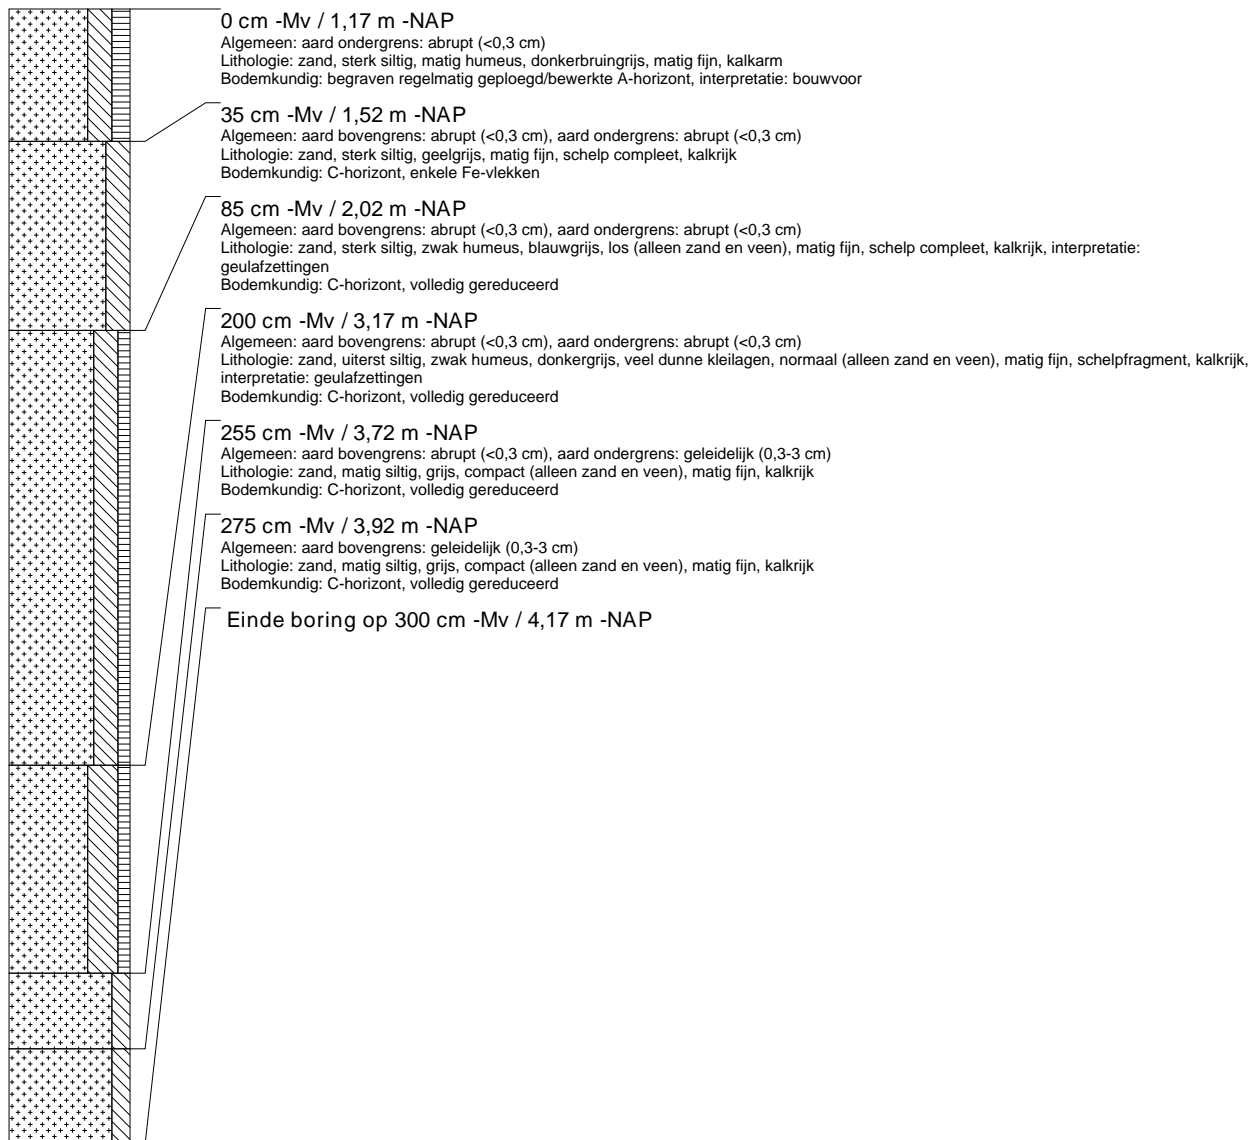 0 cm -Mv / 1,17 m -NAP
Algemeen: aard ondergrens: abrupt (<0,3 cm)
Lithologie: zand, sterk siltig, matig humeus, donkerbruingrijs, matig fijn, kalkarm
Bodemkundig: begraven regelmatig geploegd/bewerkte A-horizont, interpretatie: bouwvoor
35 cm -Mv / 1,52 m -NAP
Algemeen: aard bovengrens: abrupt (<0,3 cm), aard ondergrens: abrupt (<0,3 cm)
Lithologie: zand, sterk siltig, geelgrijs, matig fijn, schelp compleet, kalkrijk
Bodemkundig: C-horizont, enkele Fe-vlekken
85 cm -Mv / 2,02 m -NAP
Algemeen: aard bovengrens: abrupt (<0,3 cm), aard ondergrens: abrupt (<0,3 cm)
Lithologie: zand, sterk siltig, zwak humeus, blauwgrijs, los (alleen zand en veen), matig fijn, schelp compleet, kalkrijk, interpretatie:
geulafzettingen
Bodemkundig: C-horizont, volledig gereduceerd
200 cm -Mv / 3,17 m -NAP
Algemeen: aard bovengrens: abrupt (<0,3 cm), aard ondergrens: abrupt (<0,3 cm)
Lithologie: zand, uiterst siltig, zwak humeus, donkergrijs, veel dunne kleilagen, normaal (alleen zand en veen), matig fijn, schelpfragment, kalkrijk,
interpretatie: geulafzettingen
Bodemkundig: C-horizont, volledig gereduceerd
255 cm -Mv / 3,72 m -NAP
Algemeen: aard bovengrens: abrupt (<0,3 cm), aard ondergrens: geleidelijk (0,3-3 cm)
Lithologie: zand, matig siltig, grijs, compact (alleen zand en veen), matig fijn, kalkrijk
Bodemkundig: C-horizont, volledig gereduceerd
275 cm -Mv / 3,92 m -NAP
Algemeen: aard bovengrens: geleidelijk (0,3-3 cm)
Lithologie: zand, matig siltig, grijs, compact (alleen zand en veen), matig fijn, kalkrijk
Bodemkundig: C-horizont, volledig gereduceerd
Einde boring op 300 cm -Mv / 4,17 m -NAP